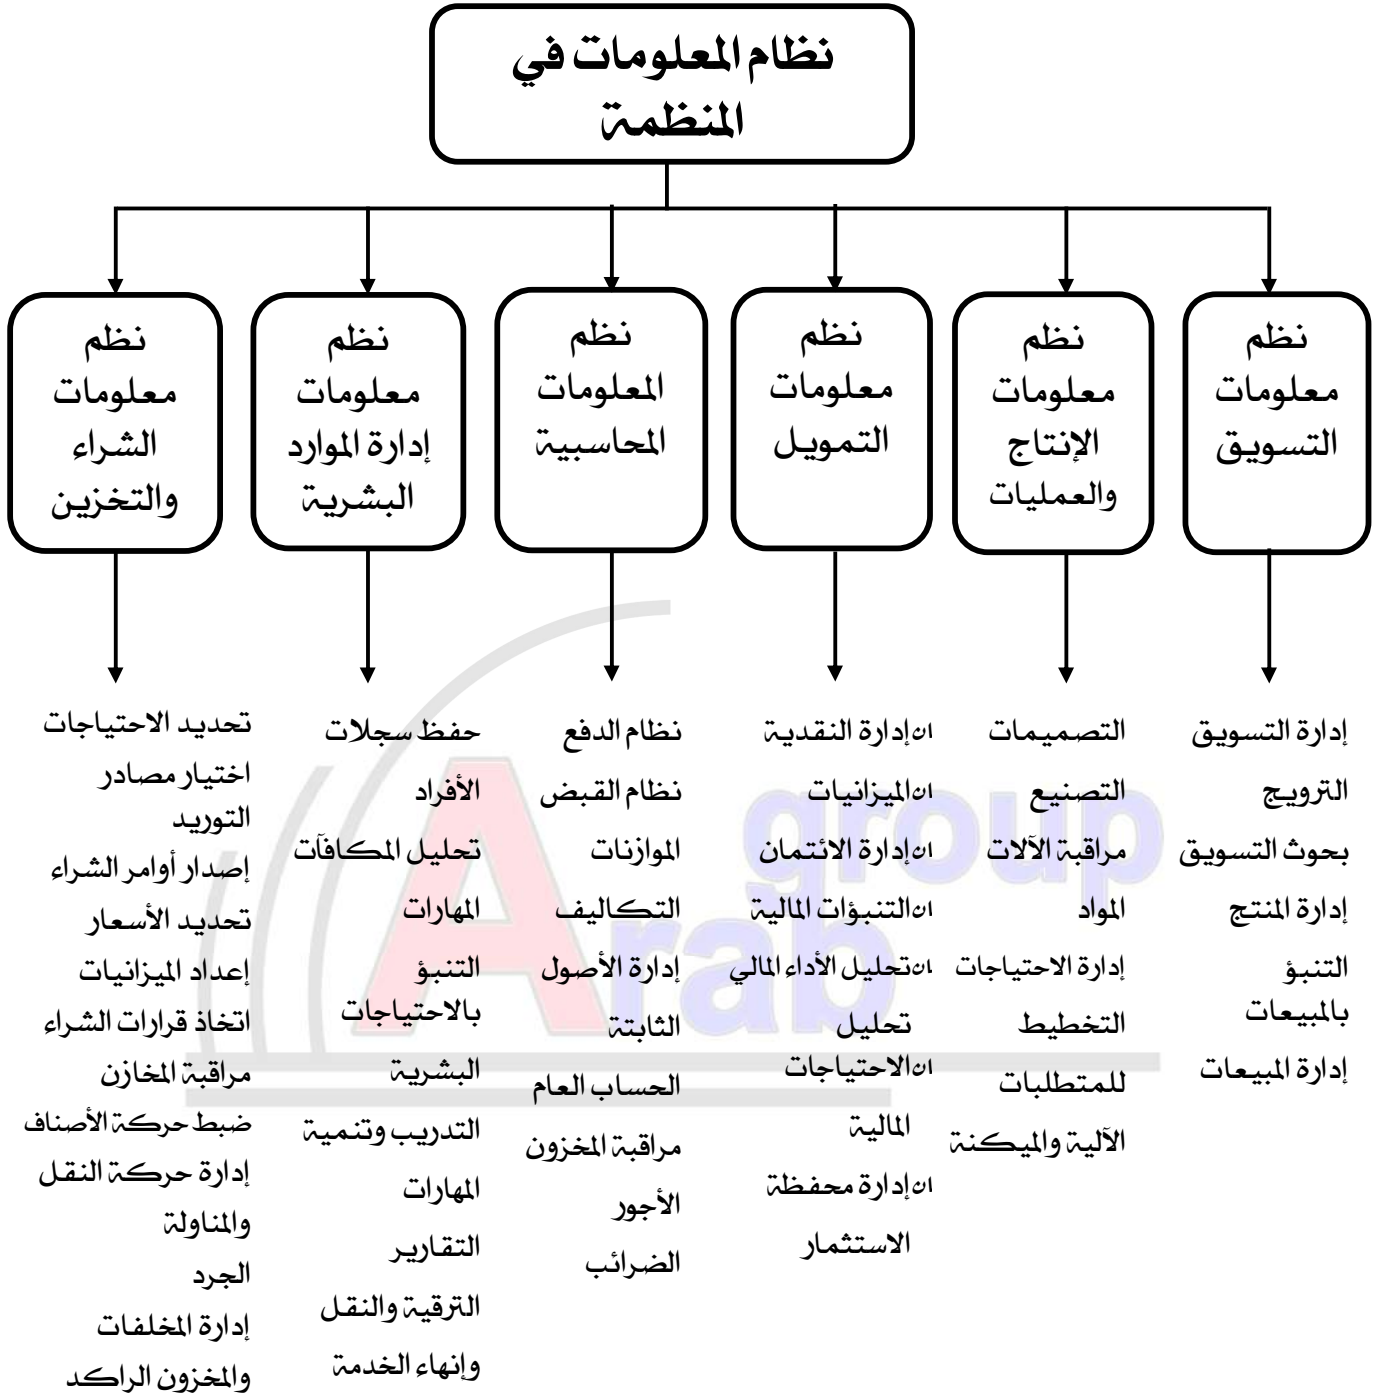 نظام المعلومات في
المنظمة
نظم
معلومات
التسويق
نظم
معلومات
الإنتاج
والعمليات
نظم
معلومات
التمويل
نظم
المعلومات
المحاسبية
نظم
معلومات
إدارة الموارد
البشرية
نظم
معلومات
الشراء
والتخزين
إدارة التسويق
الترويج
بحوث التسويق
إدارة المنتج
التنبؤ
بالمبيعات
إدارة المبيعات
التصميمات
التصنيع
مراقبة الآلات
المواد
إدارة الاحتياجات
التخطيط
للمتطلبات
الآلية والميكنة
إدارة النقدية
الميزانيات
إدارة الائتمان
التنبؤات المالية
تحليل الأداء المالي
تحليل
الاحتياجات
المالية
إدارة محفظة
الاستثمار
نظام الدفع
نظام القبض
الموازنات
التكاليف
إدارة الأصول
الثابتة
الحساب العام
مراقبة المخزون
الأجور
الضرائب
حفظ سجلات
الأفراد
تحليل المكافآت
المهارات
التنبؤ
بالاحتياجات
البشرية
التدريب وتنمية
المهارات
التقارير
الترقية والنقل
وإنهاء الخدمة
تحديد الاحتياجات
اختيار مصادر
التوريد
إصدار أوامر الشراء
تحديد الأسعار
إعداد الميزانيات
اتخاذ قرارات الشراء
مراقبة المخازن
ضبط حركة الأصناف
إدارة حركة النقل
والمناولة
الجرد
إدارة المخلفات
والمخزون الراكد
Arab
group